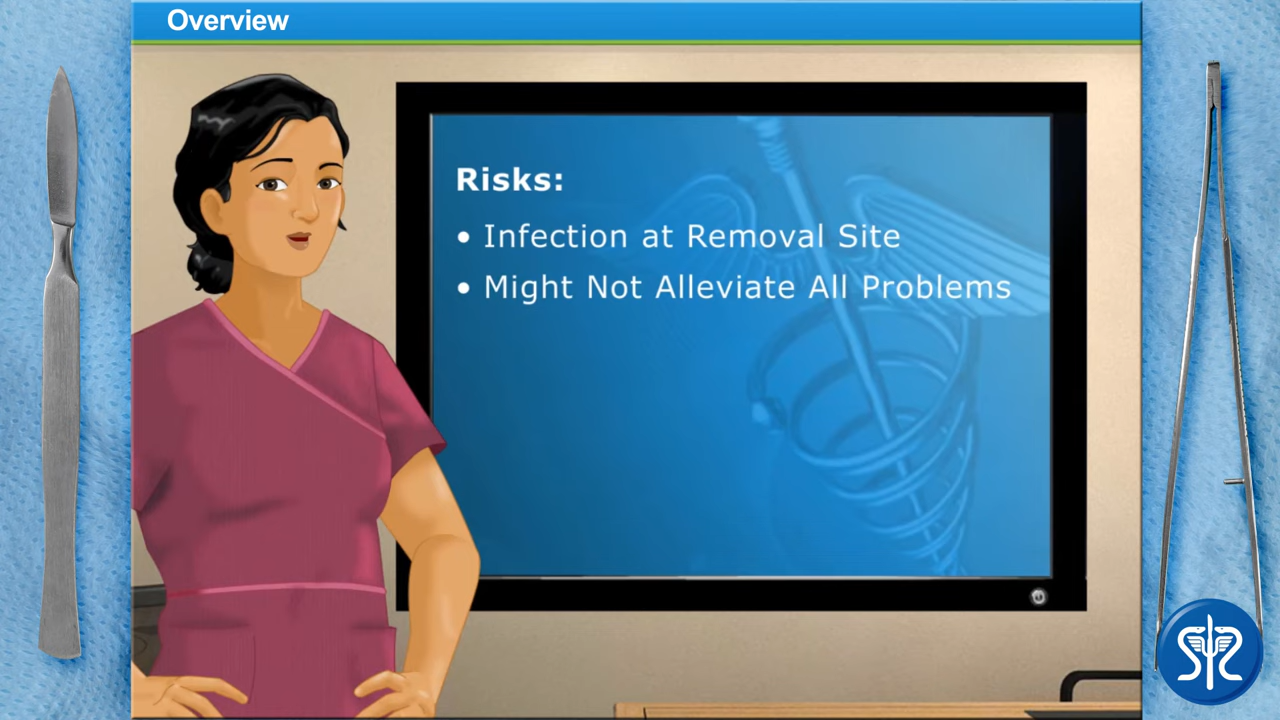 Overview
Risks:
• Infection at Removal Site
• Might Not Alleviate All Problems